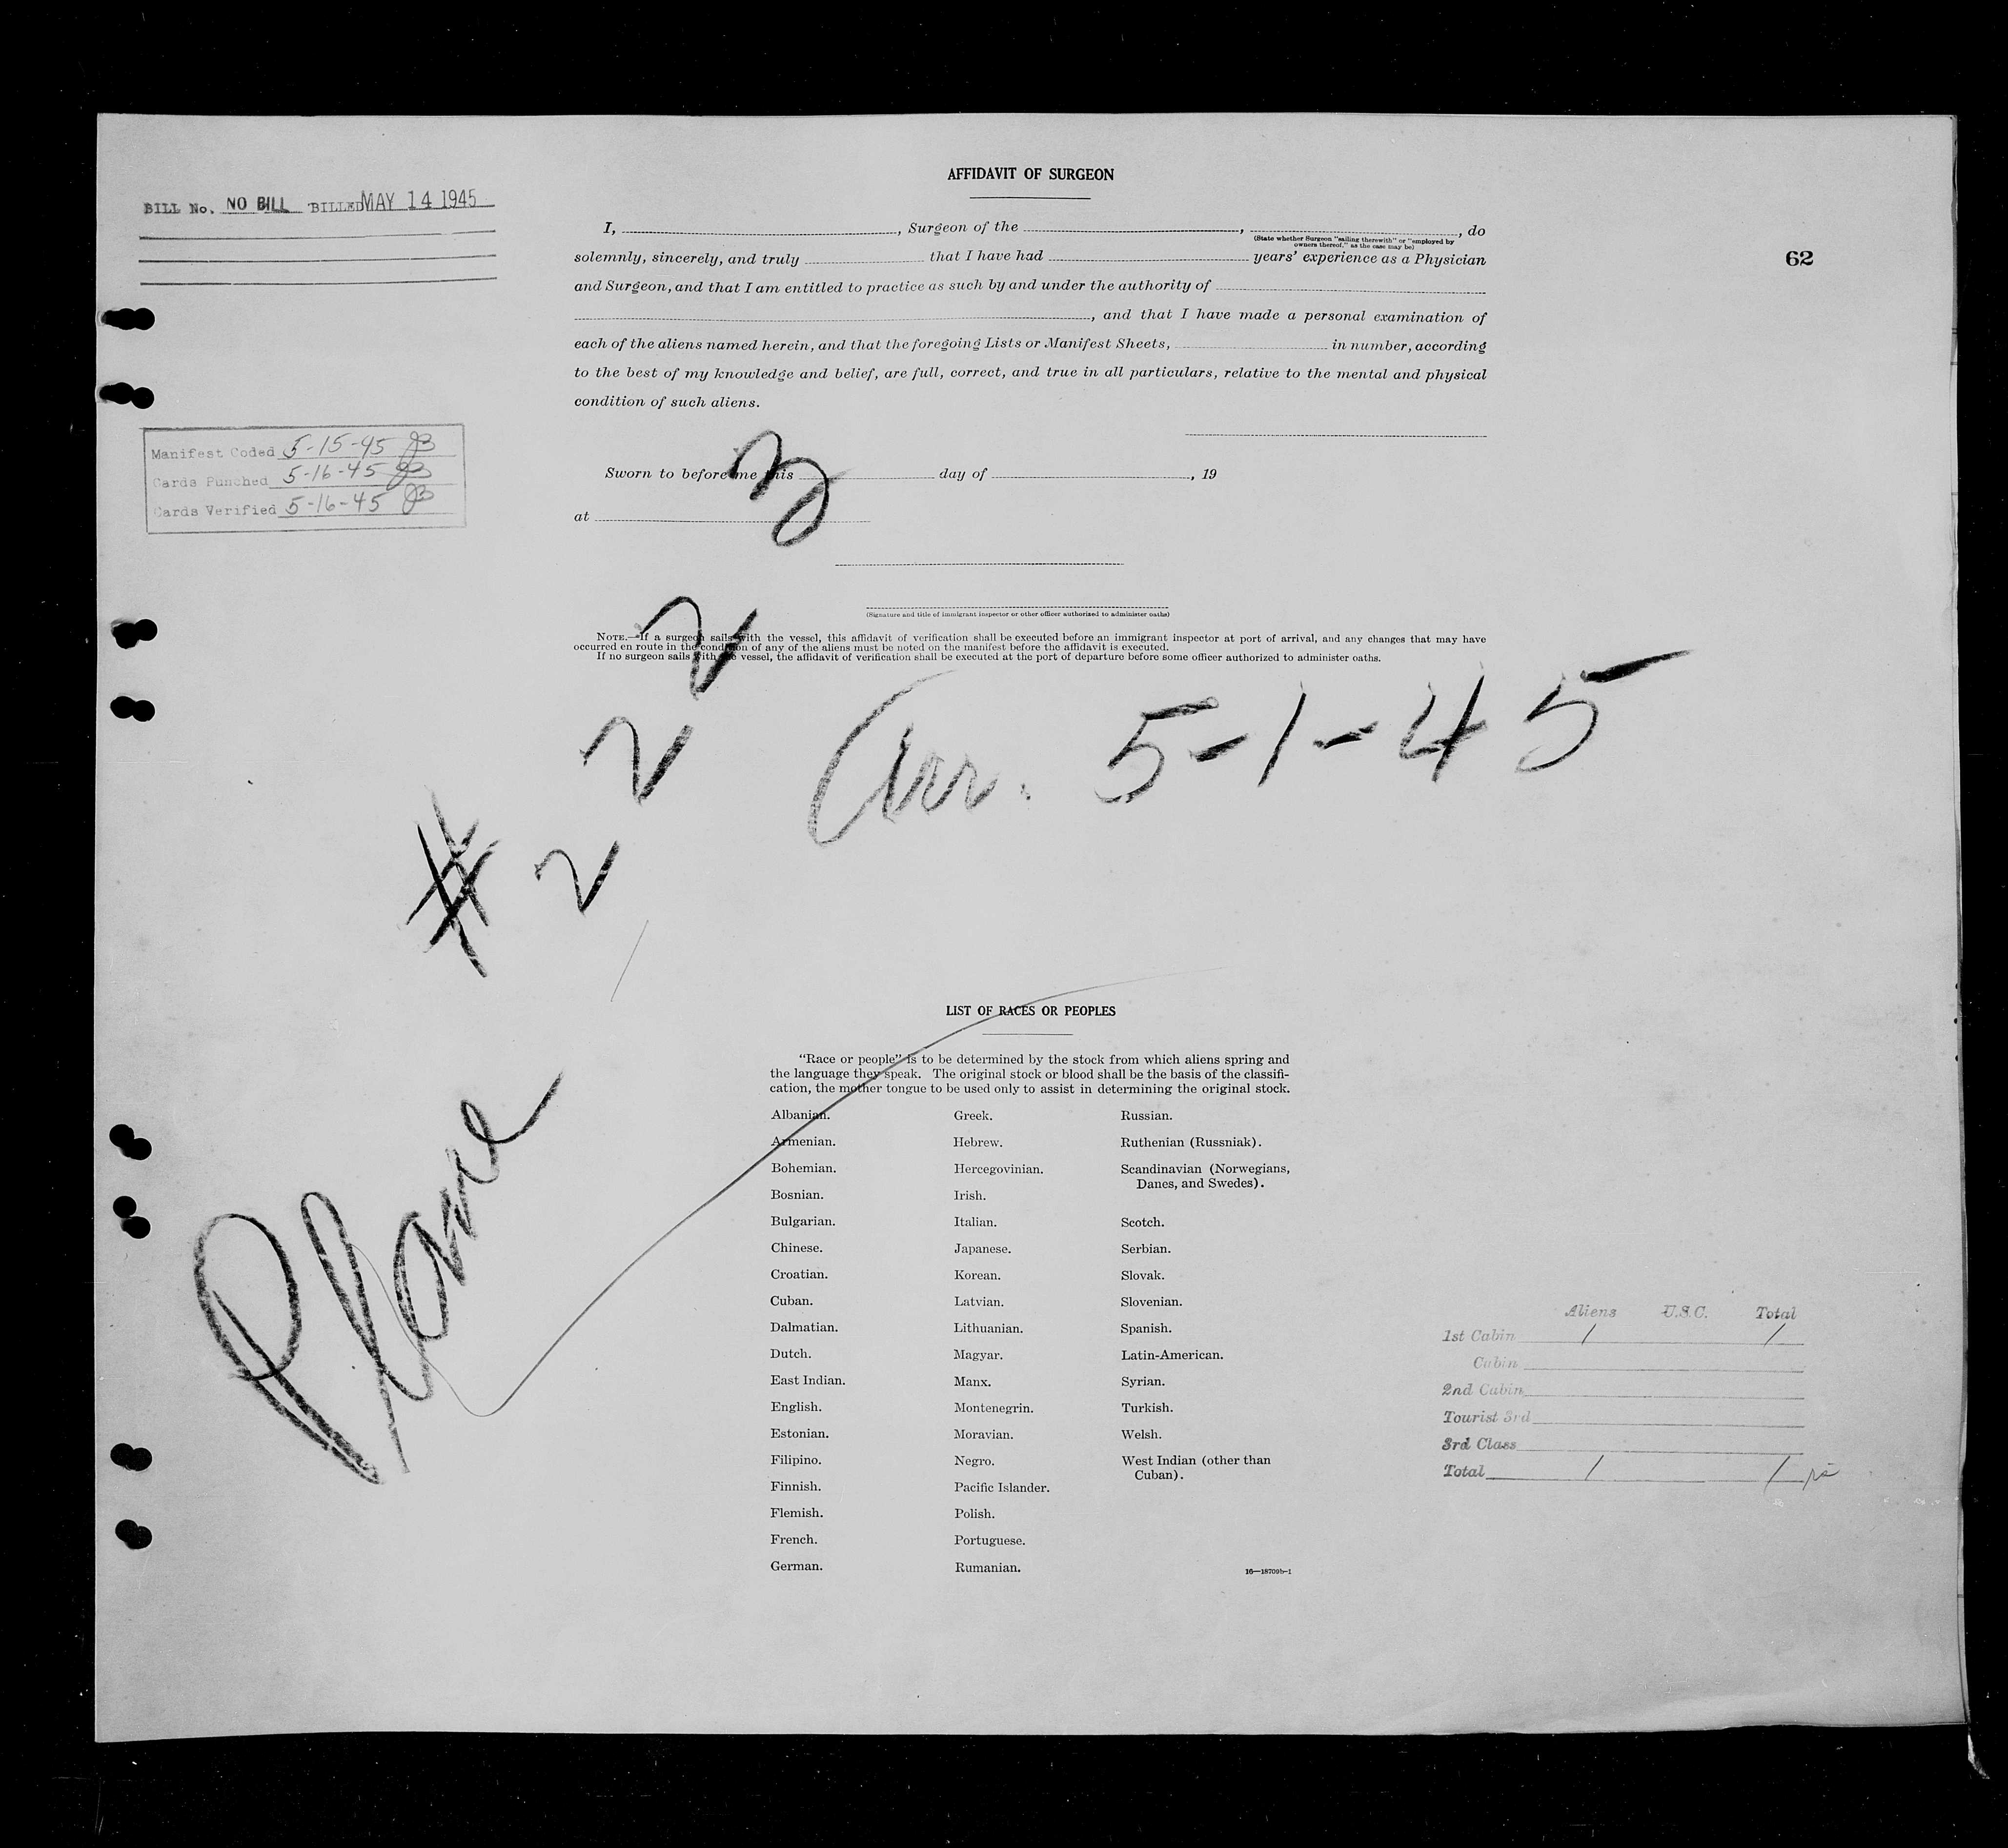 BILL No. NO BILL BILLED MAY 14 1945
AFFIDAVIT OF SURGEON
62
I, , Surgeon of the , , do
(State whether Surgeon "sailing therewith" or "employed by
owners thereof," as the case may be)
solemnly, sincerely, and truly that I have had years' experience as a Physician
and Surgeon, and that I am entitled to practice as such by and under the authority of
, and that I have made a personal examination of
each of the aliens named herein, and that the foregoing Lists or Manifest Sheets, in number, according
to the best of my knowledge and belief, are full, correct, and true in all particulars, relative to the mental and physical
condition of such aliens.
Manifest Coded 5-15-45 JB
Cards Punched 5-16-45 JB
Cards Verified 5-16-45 JB
Sworn to before me this day of , 19
at
(Signature and title of immigrant inspector or other officer authorized to administer oaths)
NOTE.—If a surgeon sails with the vessel, this affidavit of verification shall be executed before an immigrant inspector at port of arrival, and any changes that may have
occurred en route in the condition of any of the aliens must be noted on the manifest before the affidavit is executed.
If no surgeon sails with the vessel, the affidavit of verification shall be executed at the port of departure before some officer authorized to administer oaths.
Plane # 2223
Arr. 5-1-45
LIST OF RACES OR PEOPLES
"Race or people" is to be determined by the stock from which aliens spring and
the language they speak. The original stock or blood shall be the basis of the classifi-
cation, the mother tongue to be used only to assist in determining the original stock.
Albanian.
Armenian.
Bohemian.
Bosnian.
Bulgarian.
Chinese.
Croatian.
Cuban.
Dalmatian.
Dutch.
East Indian.
English.
Estonian.
Filipino.
Finnish.
Flemish.
French.
German.
Greek.
Hebrew.
Hercegovinian.
Irish.
Italian.
Japanese.
Korean.
Latvian.
Lithuanian.
Magyar.
Manx.
Montenegrin.
Moravian.
Negro.
Pacific Islander.
Polish.
Portuguese.
Rumanian.
Russian.
Ruthenian (Russniak).
Scandinavian (Norwegians,
Danes, and Swedes).
Scotch.
Serbian.
Slovak.
Slovenian.
Spanish.
Latin-American.
Syrian.
Turkish.
Welsh.
West Indian (other than
Cuban).
16—18709b-1
Aliens U.S.C. Total
1st Cabin 1 1
Cabin
2nd Cabin
Tourist 3rd
3rd Class
Total 1 1